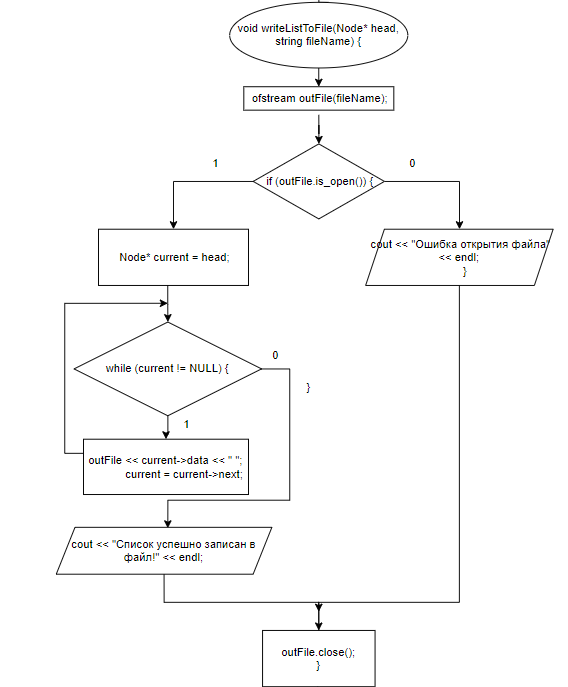 void writeListToFile(Node* head,
string fileName) {
ofstream outFile(fileName);
1
0
if (outFile.is_open()) {
Node* current = head;
cout << "Ошибка открытия файла"
<< endl;
}
while (current != NULL) {
0
}
1
outFile << current->data << " ";
current = current->next;
cout << "Список успешно записан в
файл!" << endl;
outFile.close();
}